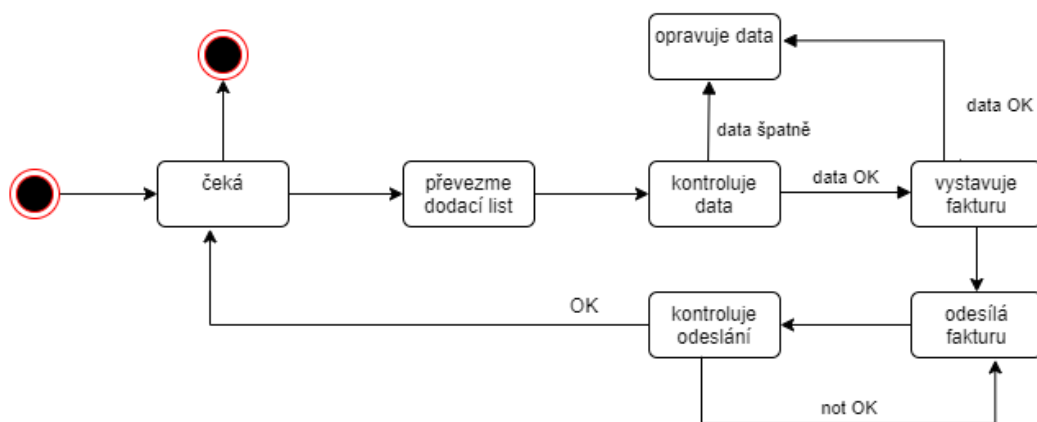 opravuje data
data OK
data špatně
čeká
převezme
dodací list
kontroluje
data
data OK
vystavuje
fakturu
OK
kontroluje
odeslání
odesílá
fakturu
not OK